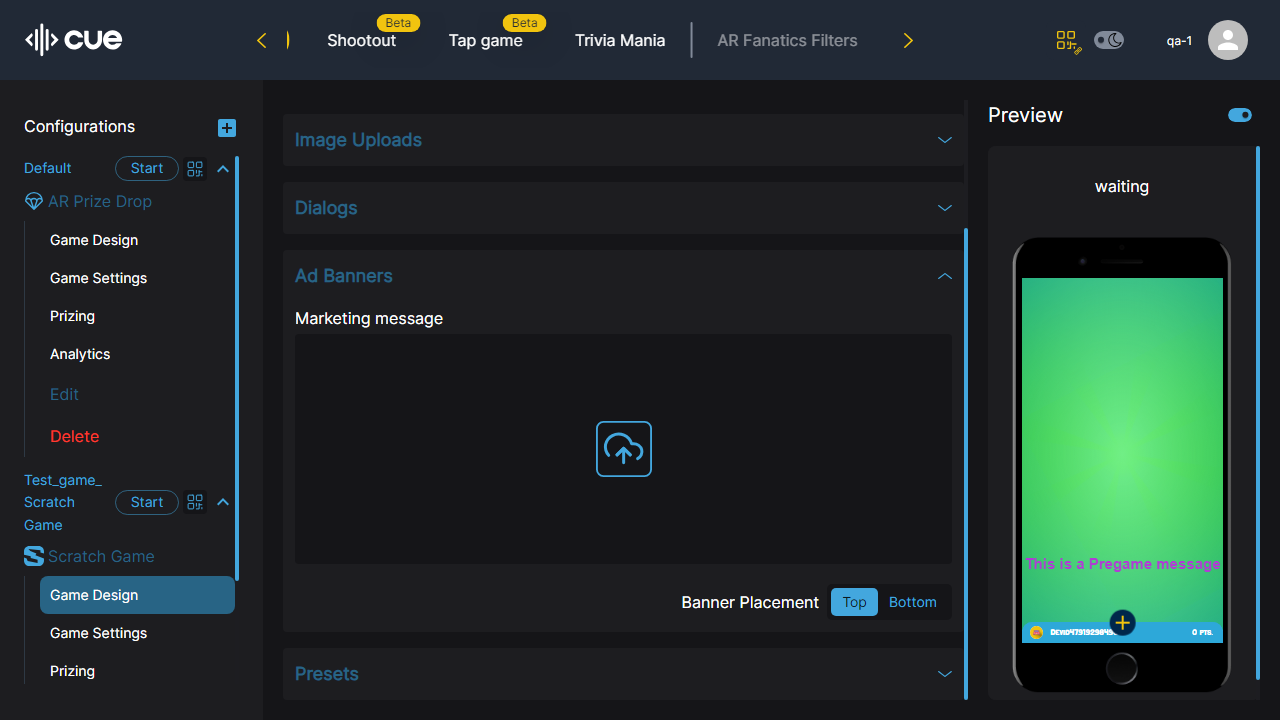 cue
Beta
Shootout
Beta
Tap game
Trivia Mania
AR Fanatics Filters
qa-1
Configurations
Default
Start
AR Prize Drop
Game Design
Game Settings
Prizing
Analytics
Edit
Delete
Test_game_
Scratch
Game
Start
Scratch Game
Game Design
Game Settings
Prizing
Image Uploads
Dialogs
Ad Banners
Marketing message
Banner Placement
Top
Bottom
Presets
Preview
waiting
This is a Pregame message
0 PTS.